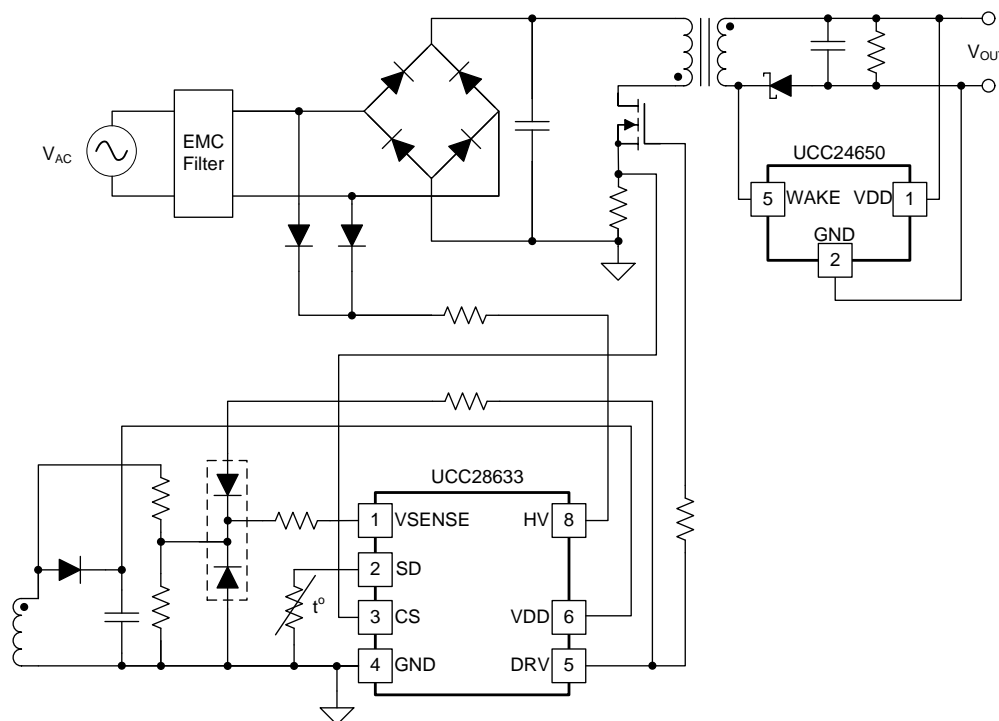 V_OUT
EMC
Filter
V_AC
UCC24650
5 WAKE VDD 1
GND
2
UCC28633
1 VSENSE HV 8
2 SD
t°
3 CS VDD 6
4 GND DRV 5